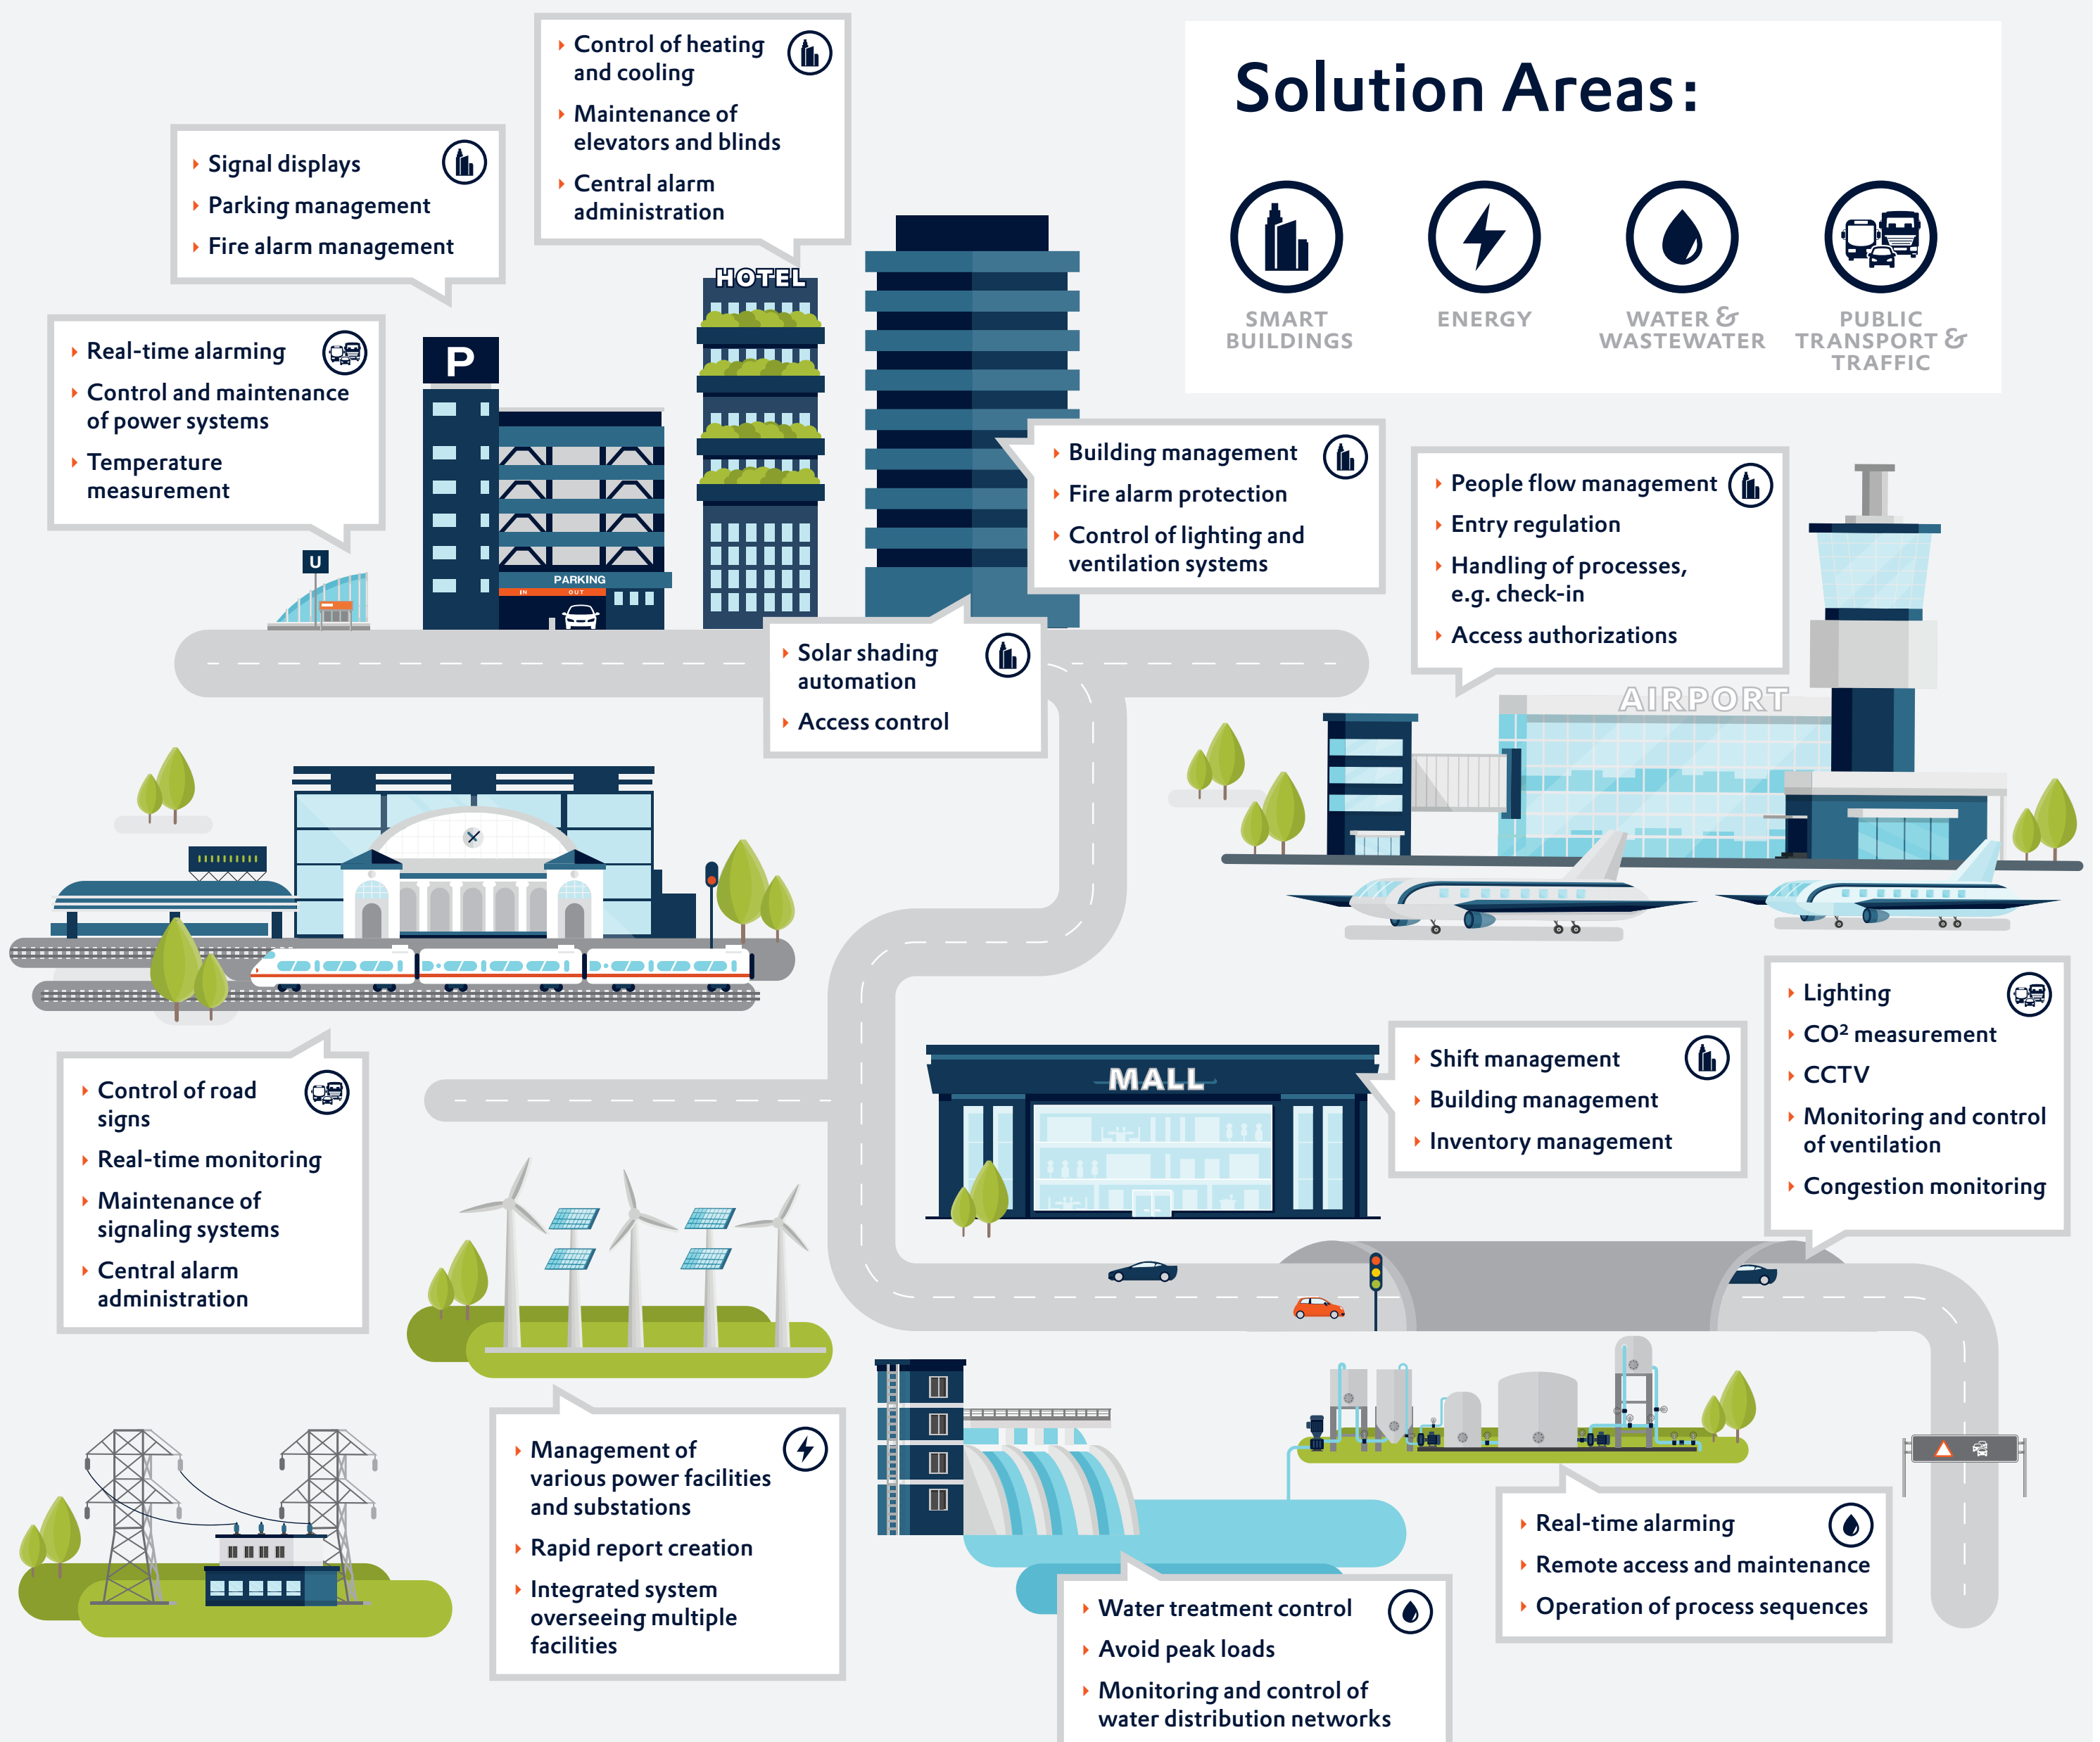 Control of heating
and cooling
Maintenance of
elevators and blinds
Central alarm
administration
Solution Areas:
SMART
BUILDINGS
ENERGY
WATER &
WASTEWATER
PUBLIC
TRANSPORT &
TRAFFIC
Signal displays
Parking management
Fire alarm management
Real-time alarming
Control and maintenance
of power systems
Temperature
measurement
HOTEL
P
U
PARKING
IN OUT
Building management
Fire alarm protection
Control of lighting and
ventilation systems
People flow management
Entry regulation
Handling of processes,
e.g. check-in
Access authorizations
Solar shading
automation
Access control
AIRPORT
Control of road
signs
Real-time monitoring
Maintenance of
signaling systems
Central alarm
administration
MALL
Shift management
Building management
Inventory management
Lighting
CO² measurement
CCTV
Monitoring and control
of ventilation
Congestion monitoring
Management of
various power facilities
and substations
Rapid report creation
Integrated system
overseeing multiple
facilities
Water treatment control
Avoid peak loads
Monitoring and control of
water distribution networks
Real-time alarming
Remote access and maintenance
Operation of process sequences